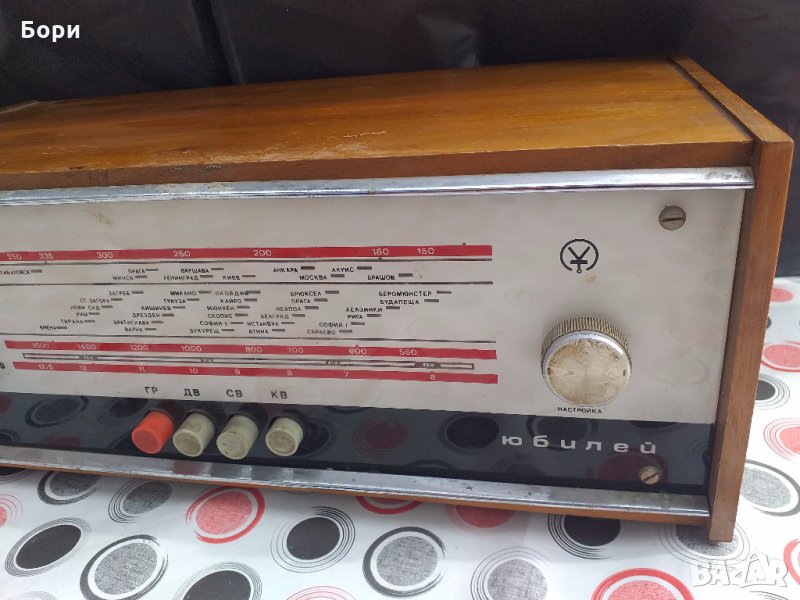 Бори
350 335 300 250 200 160 150
ПРАГА ВАРШАВА АНКАРА АЛУИС
МИНСК ЛЕНИНГРАД КИЕВ МОСКВА БРАШОВ
ЗАГРЕБ МИЛАНО ПЛОВДИВ БРЮКСЕЛ БЕРОМЮНСТЕР
СТ. ЗАГОРА ТУЛУЗА КАЙРО ПРАГА БУДАПЕЩА
НОВИ САД КИШИНЕВ МЮНХЕН НЕАПОЛ ХЕЛЗИНКИ
РИМ ДРЕЗДЕН СКОПИЕ БЕЛГРАД РИГА
ТИРАНА БРАТИСЛАВА СОФИЯ II ИСТАНБУЛ СОФИЯ I
ВИЕНА ВАРНА БУКУРЕЩ АТИНА САРАЕВО
1600 1400 1200 1000 800 700 600 550
12.5 12 11 10 9 8 7 6
ГР ДВ СВ КВ
НАСТРОЙКА
юбилей
BAZAR